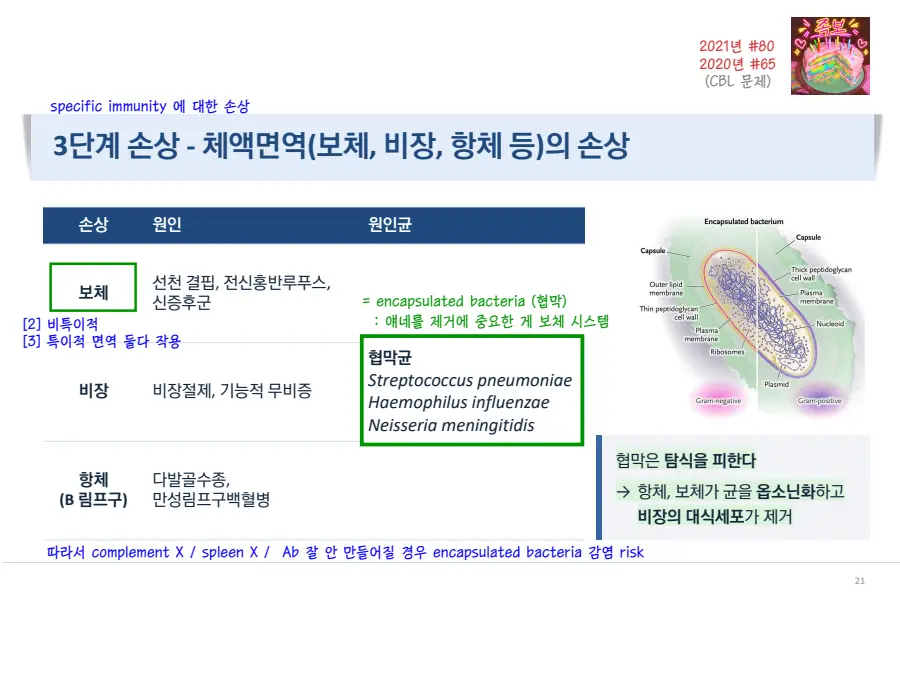 2021년 #80
2020년 #65
(CBL 문제)
족보
specific immunity 에 대한 손상
3단계 손상 - 체액면역(보체, 비장, 항체 등)의 손상
손상 원인 원인균
보체
선천 결핍, 전신홍반루푸스,
신증후군
= encapsulated bacteria (협막)
: 얘네를 제거에 중요한 게 보체 시스템
[2] 비특이적
[3] 특이적 면역 둘다 작용
비장
비장절제, 기능적 무비증
협막균
Streptococcus pneumoniae
Haemophilus influenzae
Neisseria meningitidis
항체
(B 림프구)
다발골수종,
만성림프구백혈병
Encapsulated bacterium
Capsule
Capsule
Outer lipid
membrane
Thin peptidoglycan
cell wall
Plasma
membrane
Ribosomes
Thick peptidoglycan
cell wall
Plasma
membrane
Nucleoid
Plasmid
Gram-negative
Gram-positive
협막은 탐식을 피한다
→ 항체, 보체가 균을 옵소닌화하고
비장의 대식세포가 제거
따라서 complement X / spleen X / Ab 잘 안 만들어질 경우 encapsulated bacteria 감염 risk
21